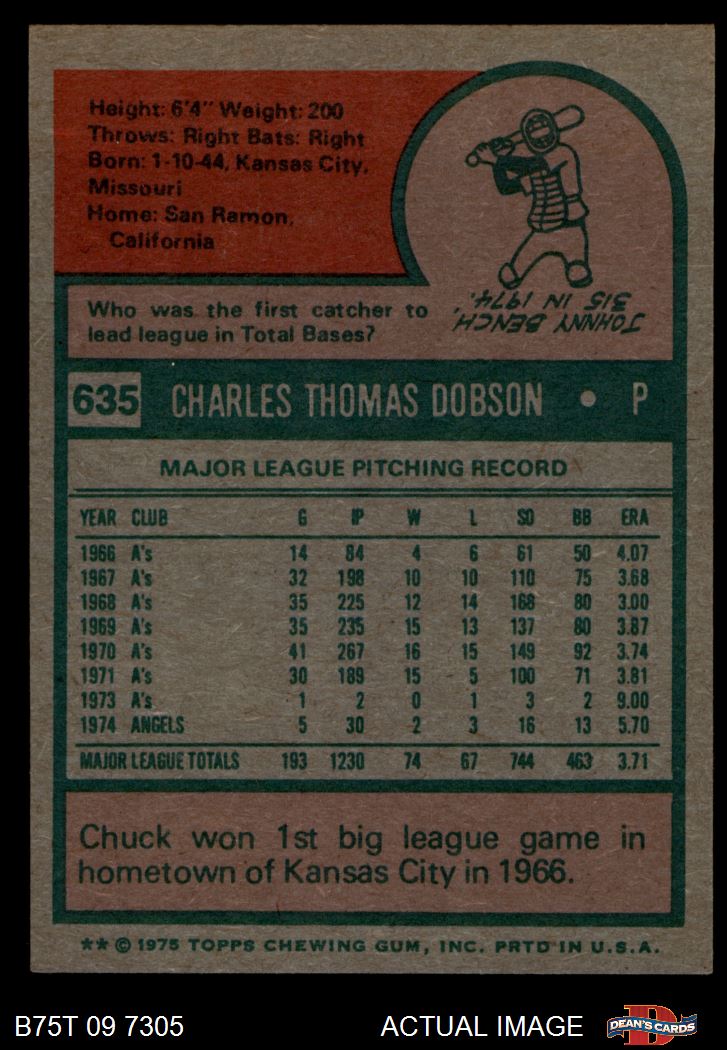 Height: 6'4" Weight: 200
Throws: Right Bats: Right
Born: 1-10-44, Kansas City,
Missouri
Home: San Ramon,
California
Who was the first catcher to
lead league in Total Bases?
JOHNNY BENCH,
315 IN 1974.
635 CHARLES THOMAS DOBSON • P
MAJOR LEAGUE PITCHING RECORD
YEAR CLUB G IP W L SO BB ERA
1966 A's 14 84 4 6 61 50 4.07
1967 A's 32 198 10 10 110 75 3.68
1968 A's 35 225 12 14 168 80 3.00
1969 A's 35 235 15 13 137 80 3.87
1970 A's 41 267 16 15 149 92 3.74
1971 A's 30 189 15 5 100 71 3.81
1973 A's 1 2 0 1 3 2 9.00
1974 ANGELS 5 30 2 3 16 13 5.70
MAJOR LEAGUE TOTALS 193 1230 74 67 744 463 3.71
Chuck won 1st big league game in
hometown of Kansas City in 1966.
** © 1975 TOPPS CHEWING GUM, INC. PRTD IN U.S.A.
B75T 09 7305 ACTUAL IMAGE D DEAN'S CARDS